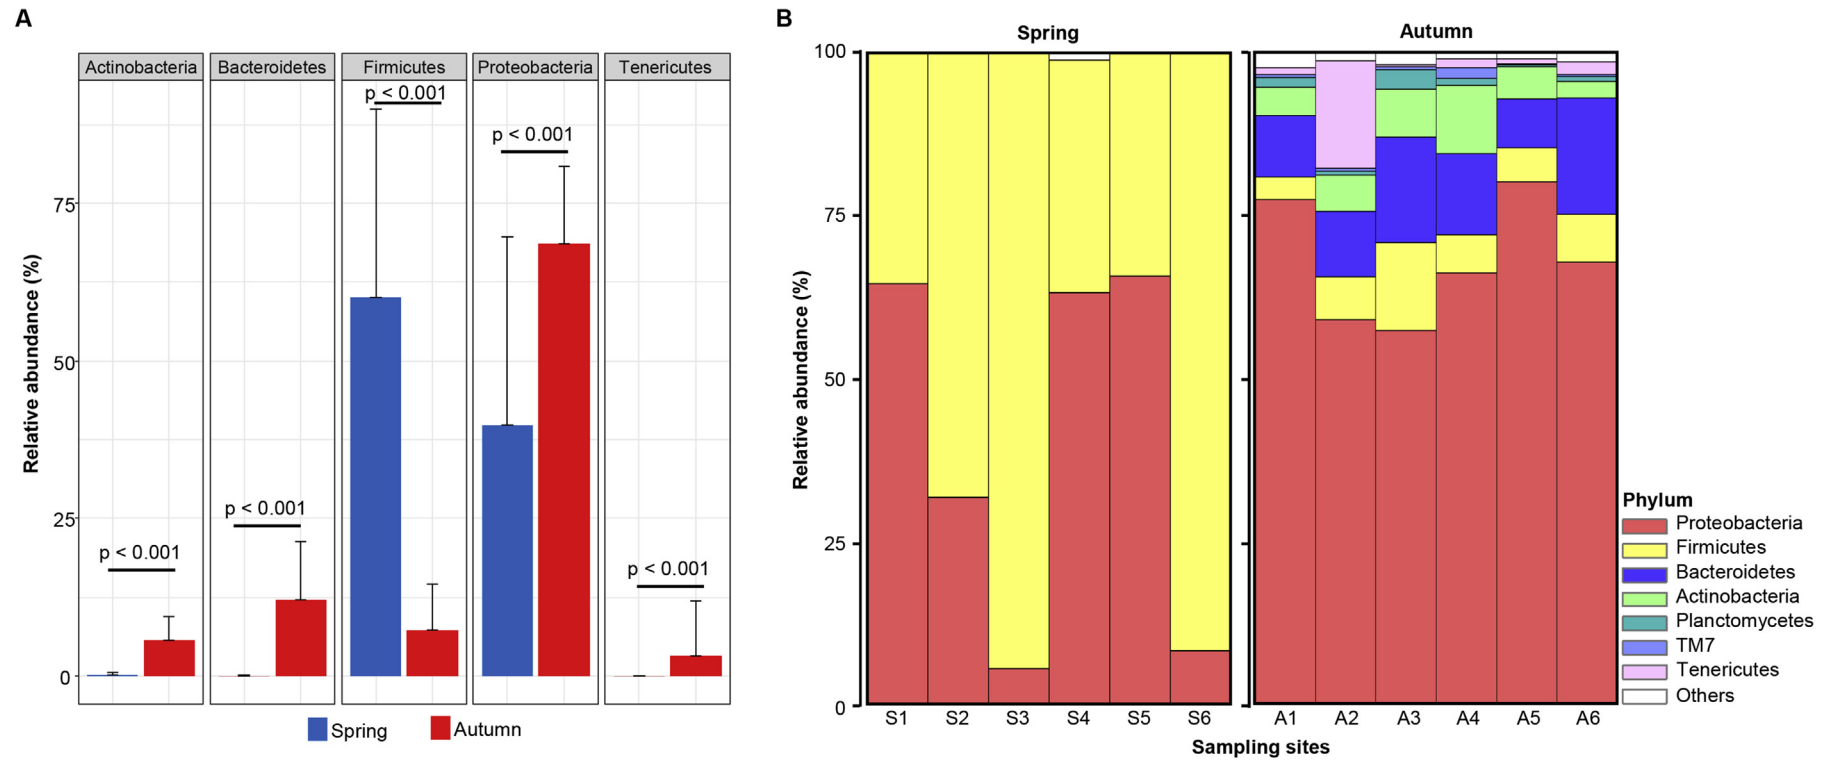 A
Actinobacteria
Bacteroidetes
Firmicutes
Proteobacteria
Tenericutes
p < 0.001
p < 0.001
p < 0.001
p < 0.001
p < 0.001
Relative abundance (%)
75
50
25
0
Spring
Autumn
B
Spring
Autumn
Relative abundance (%)
100
75
50
25
0
S1 S2 S3 S4 S5 S6
A1 A2 A3 A4 A5 A6
Sampling sites
Phylum
Proteobacteria
Firmicutes
Bacteroidetes
Actinobacteria
Planctomycetes
TM7
Tenericutes
Others